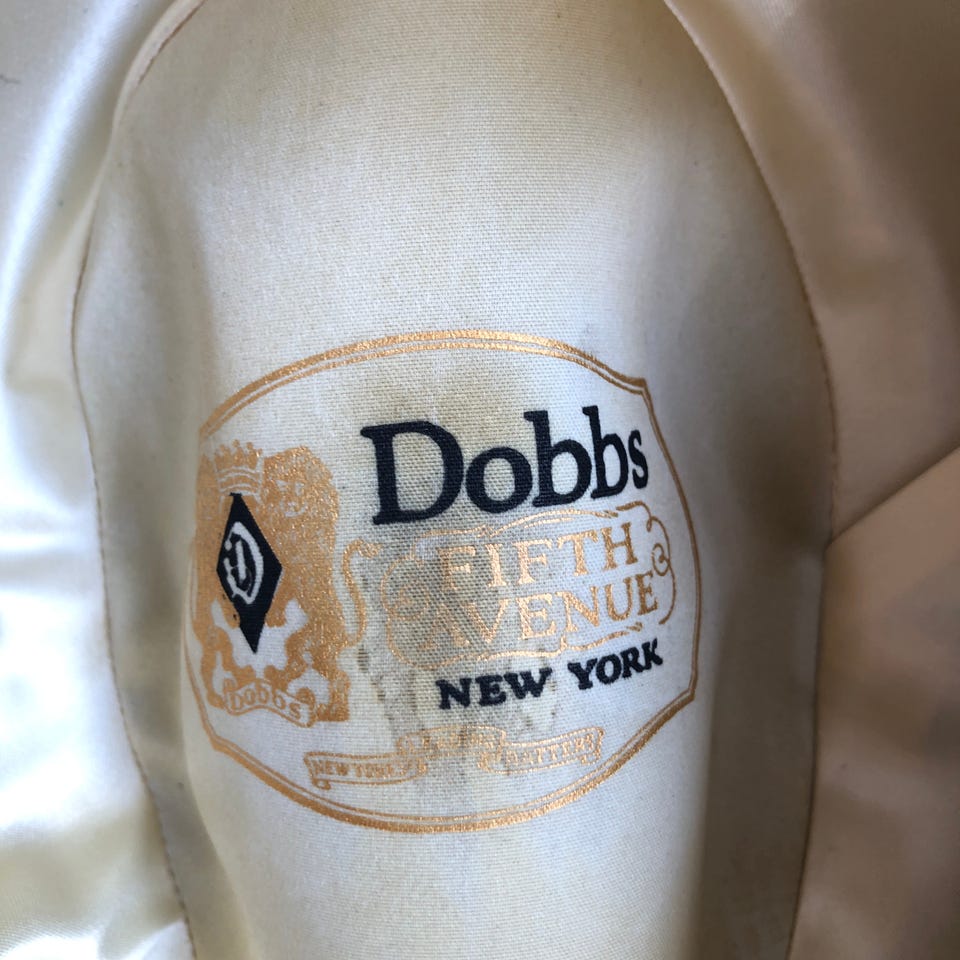 Dobbs
FIFTH
AVENUE
NEW YORK
D
DOBBS
NEW YORK'S HATTERS